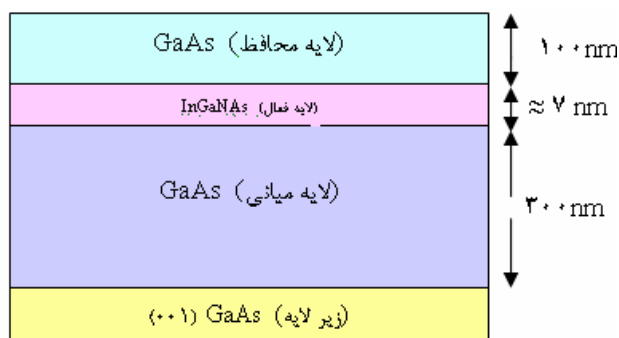 GaAs (لایه محافظ)
۱۰۰nm
InGaNAs (لایه فعال)
≈ ۷ nm
GaAs (لایه میانی)
۳۰۰nm
(۰۰۱) GaAs (زیر لایه)